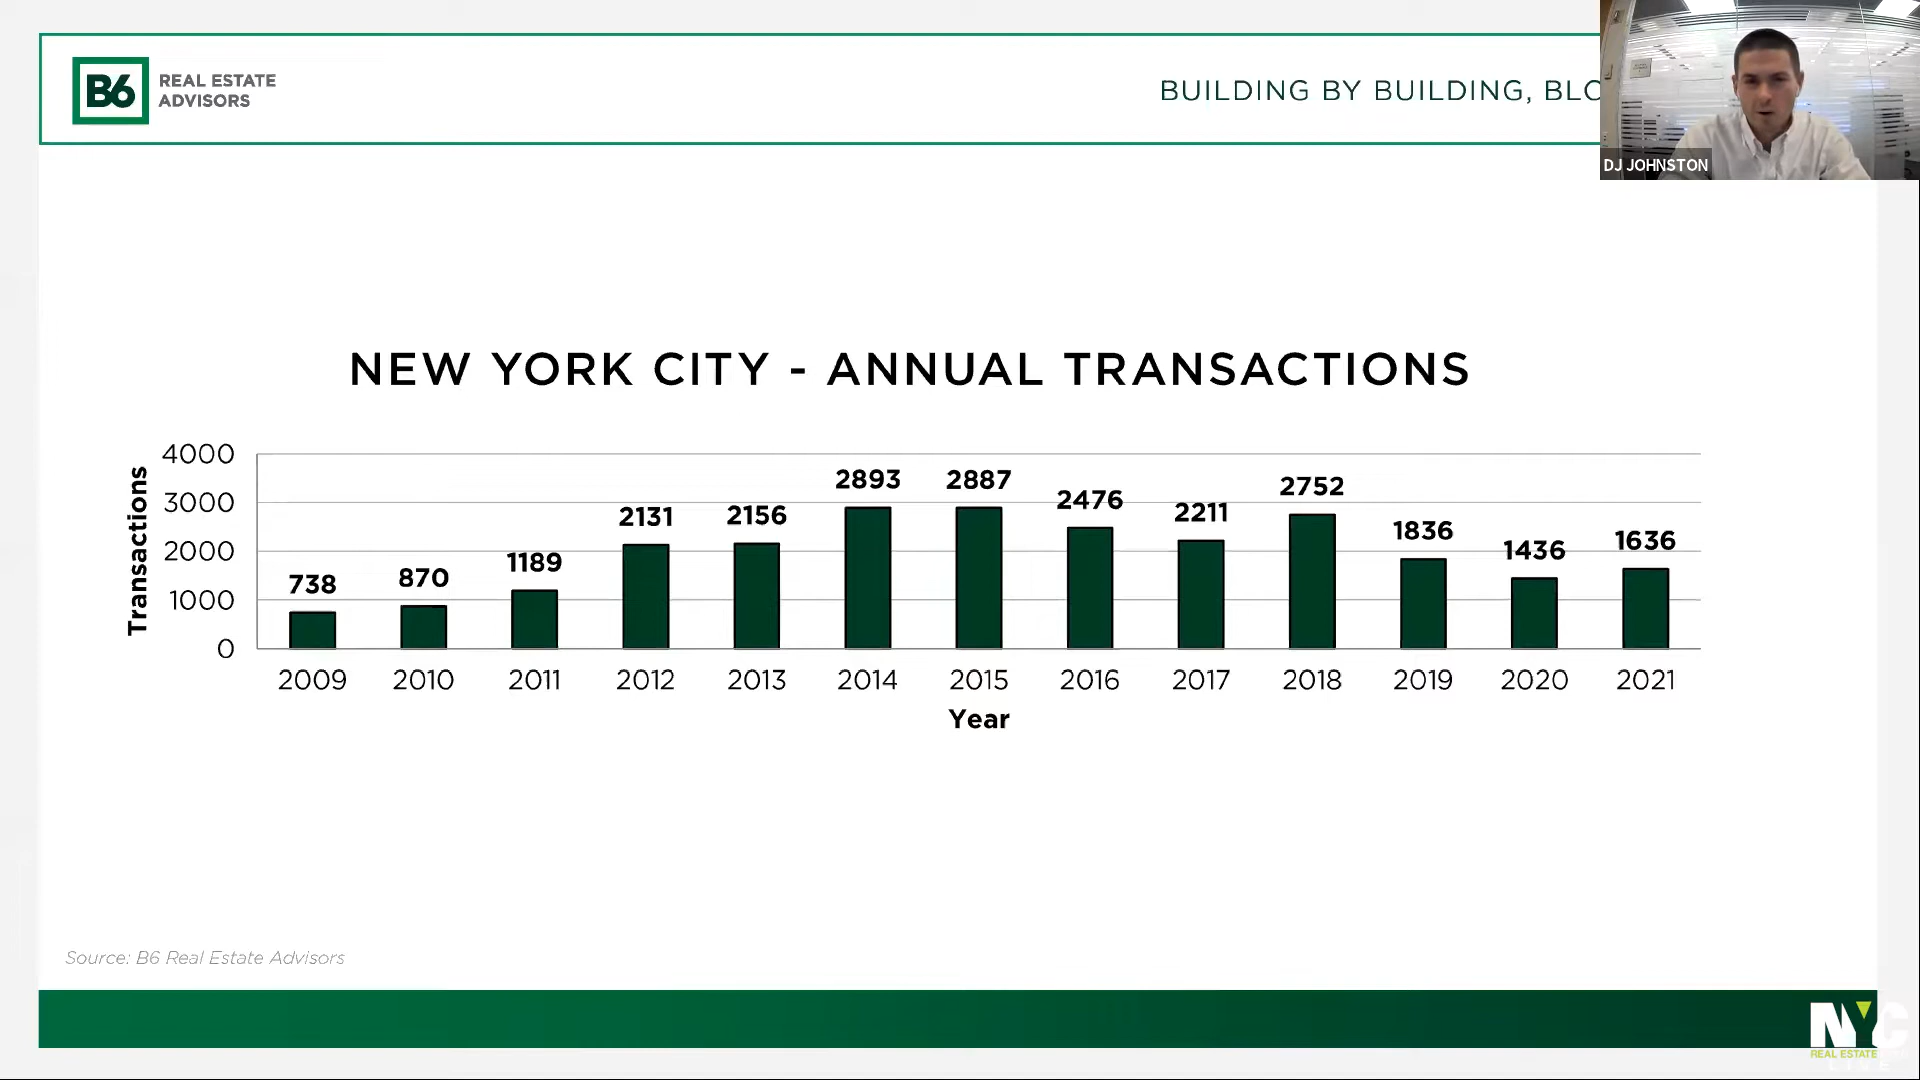 B6
REAL ESTATE
ADVISORS
BUILDING BY BUILDING, BLO
DJ JOHNSTON
NEW YORK CITY - ANNUAL TRANSACTIONS
Transactions
4000
3000
2000
1000
0
738
870
1189
2131
2156
2893
2887
2476
2211
2752
1836
1436
1636
2009 2010 2011 2012 2013 2014 2015 2016 2017 2018 2019 2020 2021
Year
Source: B6 Real Estate Advisors
NYC
REAL ESTATE
LIVE